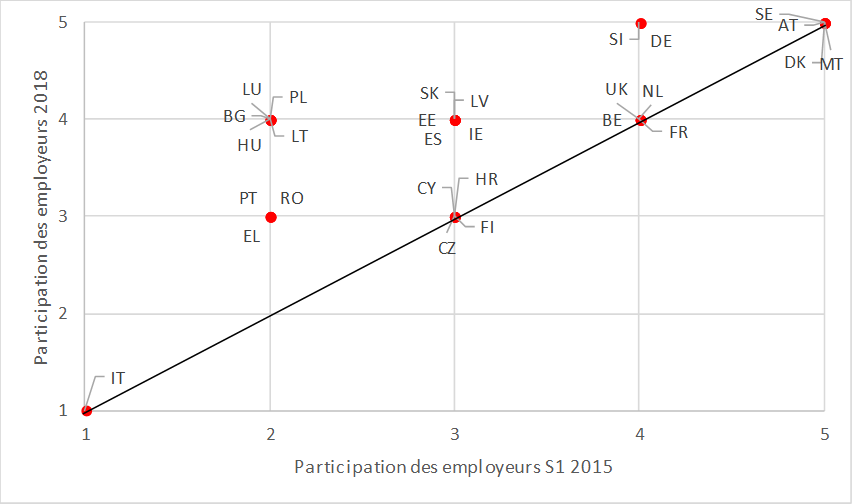 Participation des employeurs 2018
5
4
3
2
1
SE
AT
DK MT
SI DE
LU PL
BG
HU LT
SK LV
EE IE
ES
UK NL
BE FR
PT RO
EL
CY HR
CZ FI
IT
1 2 3 4 5
Participation des employeurs S1 2015